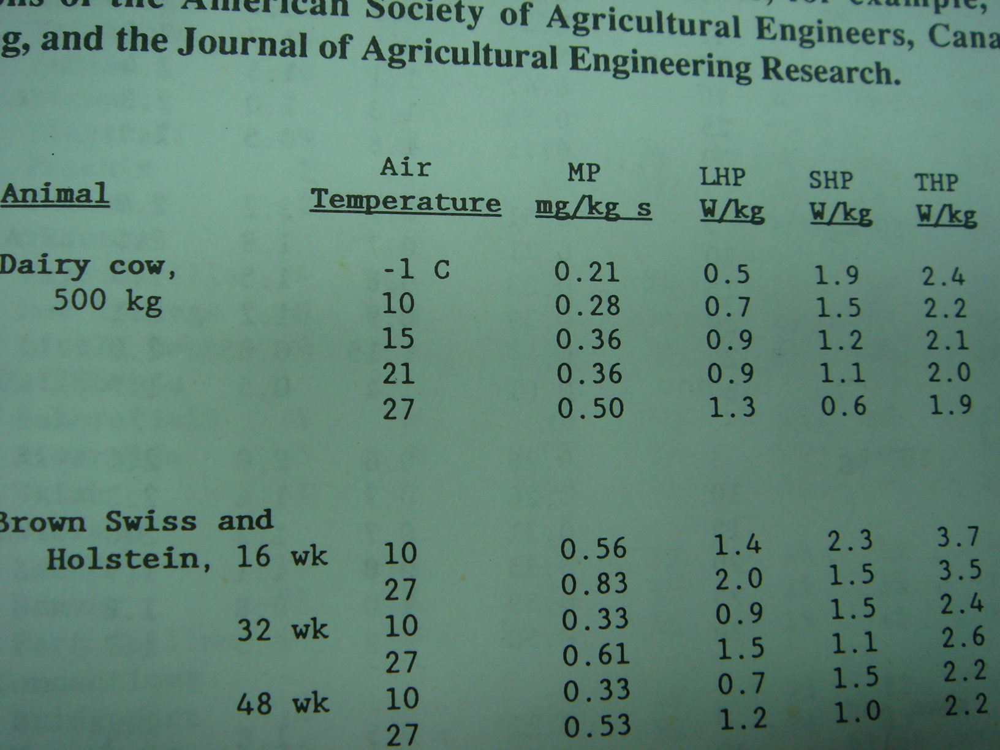 of the American Society of Agricultural Engineers, Cana
g, and the Journal of Agricultural Engineering Research.
Air MP LHP SHP THP
Animal Temperature mg/kg s W/kg W/kg W/kg
Dairy cow, -1 C 0.21 0.5 1.9 2.4
500 kg 10 0.28 0.7 1.5 2.2
15 0.36 0.9 1.2 2.1
21 0.36 0.9 1.1 2.0
27 0.50 1.3 0.6 1.9
Brown Swiss and
Holstein, 16 wk 10 0.56 1.4 2.3 3.7
27 0.83 2.0 1.5 3.5
32 wk 10 0.33 0.9 1.5 2.4
27 0.61 1.5 1.1 2.6
48 wk 10 0.33 0.7 1.5 2.2
27 0.53 1.2 1.0 2.2